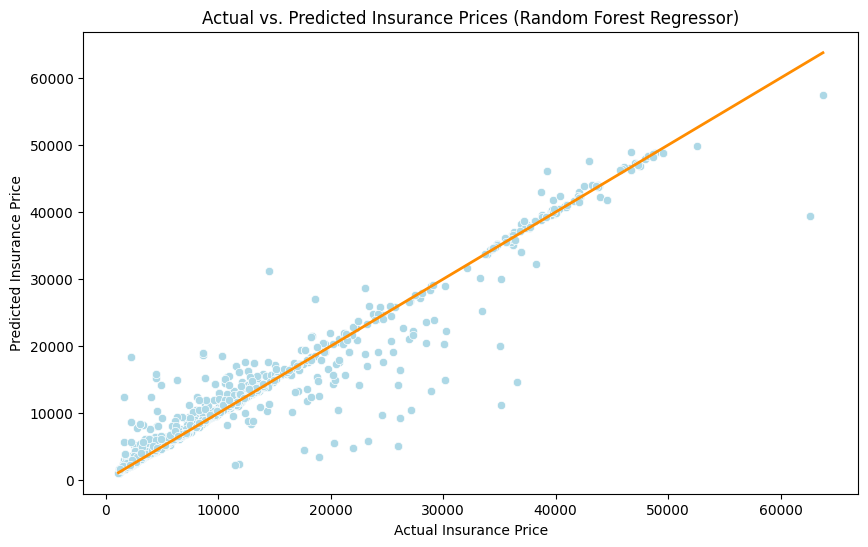 Actual vs. Predicted Insurance Prices (Random Forest Regressor)
60000
50000
40000
30000
20000
10000
0
Predicted Insurance Price
0 10000 20000 30000 40000 50000 60000
Actual Insurance Price